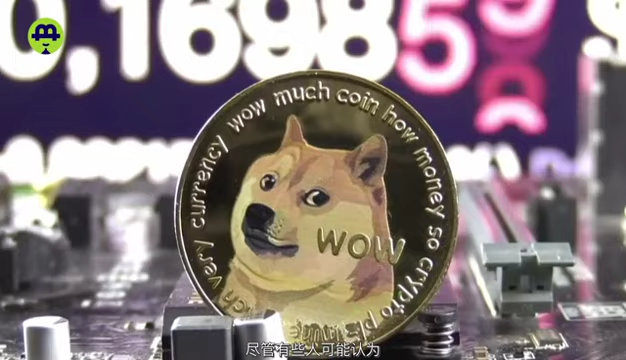 0,16985
very currency wow much coin how money so crypto
WOW
尽管有些人可能认为